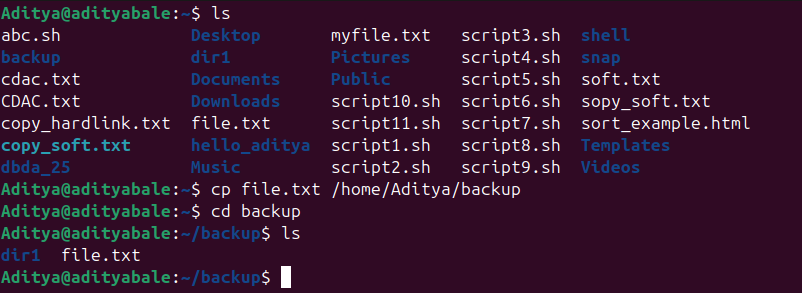 Aditya@adityabale:~$ ls
abc.sh Desktop myfile.txt script3.sh shell
backup dir1 Pictures script4.sh snap
cdac.txt Documents Public script5.sh soft.txt
CDAC.txt Downloads script10.sh script6.sh sopy_soft.txt
copy_hardlink.txt file.txt script11.sh script7.sh sort_example.html
copy_soft.txt hello_aditya script1.sh script8.sh Templates
dbda_25 Music script2.sh script9.sh Videos
Aditya@adityabale:~$ cp file.txt /home/Aditya/backup
Aditya@adityabale:~$ cd backup
Aditya@adityabale:~/backup$ ls
dir1 file.txt
Aditya@adityabale:~/backup$